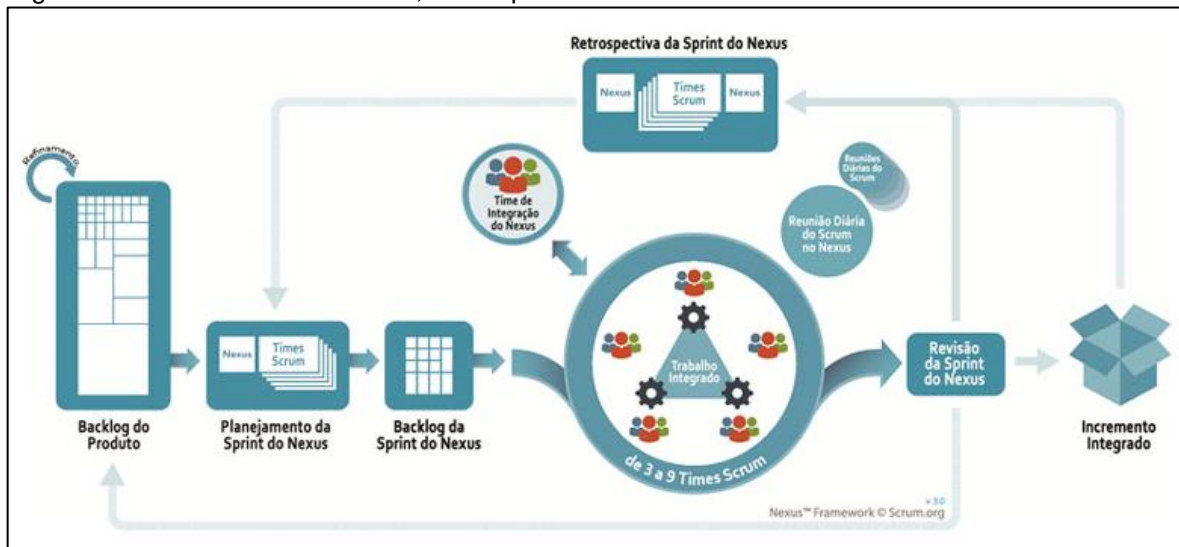 Retrospectiva da Sprint do Nexus
Nexus
Times
Scrum
Nexus
Refinamento
Time de
Integração
do Nexus
Reuniões
Diárias do
Scrum
Reunião Diária
do Scrum
no Nexus
Nexus
Times
Scrum
Trabalho
Integrado
Revisão
da Sprint
do Nexus
Backlog do
Produto
Planejamento da
Sprint do Nexus
Backlog da
Sprint do Nexus
de 3 a 9 Times Scrum
Incremento
Integrado
v 3.0
Nexus™ Framework © Scrum.org